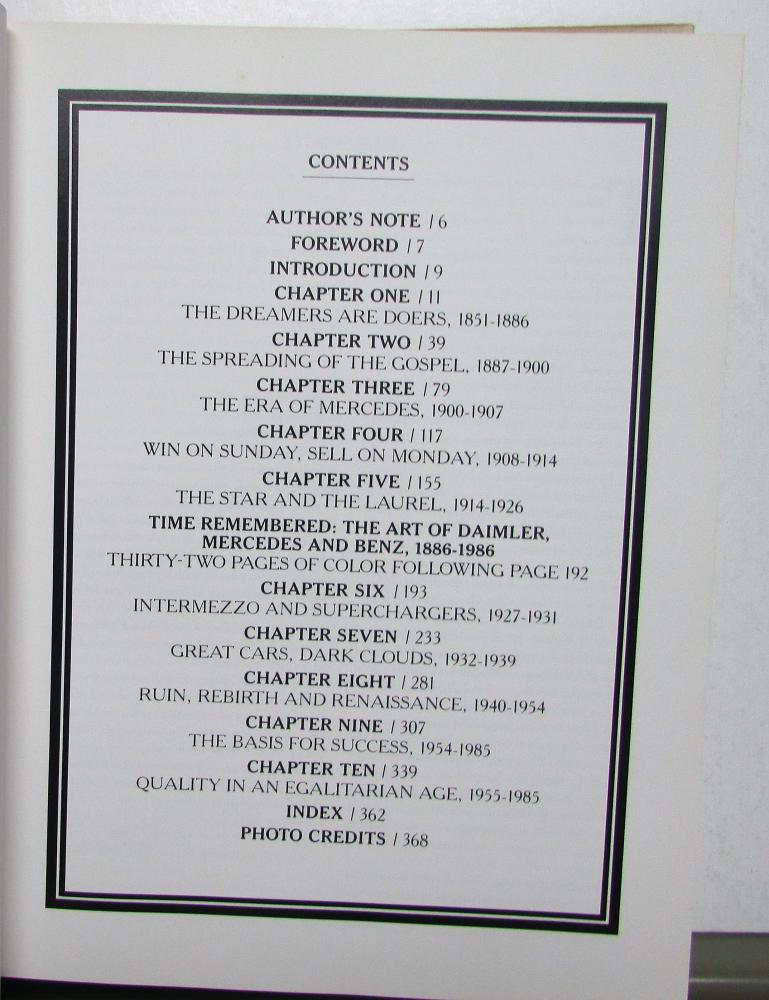 CONTENTS
AUTHOR'S NOTE / 6
FOREWORD / 7
INTRODUCTION / 9
CHAPTER ONE / 11
THE DREAMERS ARE DOERS, 1851-1886
CHAPTER TWO / 39
THE SPREADING OF THE GOSPEL, 1887-1900
CHAPTER THREE / 79
THE ERA OF MERCEDES, 1900-1907
CHAPTER FOUR / 117
WIN ON SUNDAY, SELL ON MONDAY, 1908-1914
CHAPTER FIVE / 155
THE STAR AND THE LAUREL, 1914-1926
TIME REMEMBERED: THE ART OF DAIMLER,
MERCEDES AND BENZ, 1886-1986
THIRTY-TWO PAGES OF COLOR FOLLOWING PAGE 192
CHAPTER SIX / 193
INTERMEZZO AND SUPERCHARGERS, 1927-1931
CHAPTER SEVEN / 233
GREAT CARS, DARK CLOUDS, 1932-1939
CHAPTER EIGHT / 281
RUIN, REBIRTH AND RENAISSANCE, 1940-1954
CHAPTER NINE / 307
THE BASIS FOR SUCCESS, 1954-1985
CHAPTER TEN / 339
QUALITY IN AN EGALITARIAN AGE, 1955-1985
INDEX / 362
PHOTO CREDITS / 368